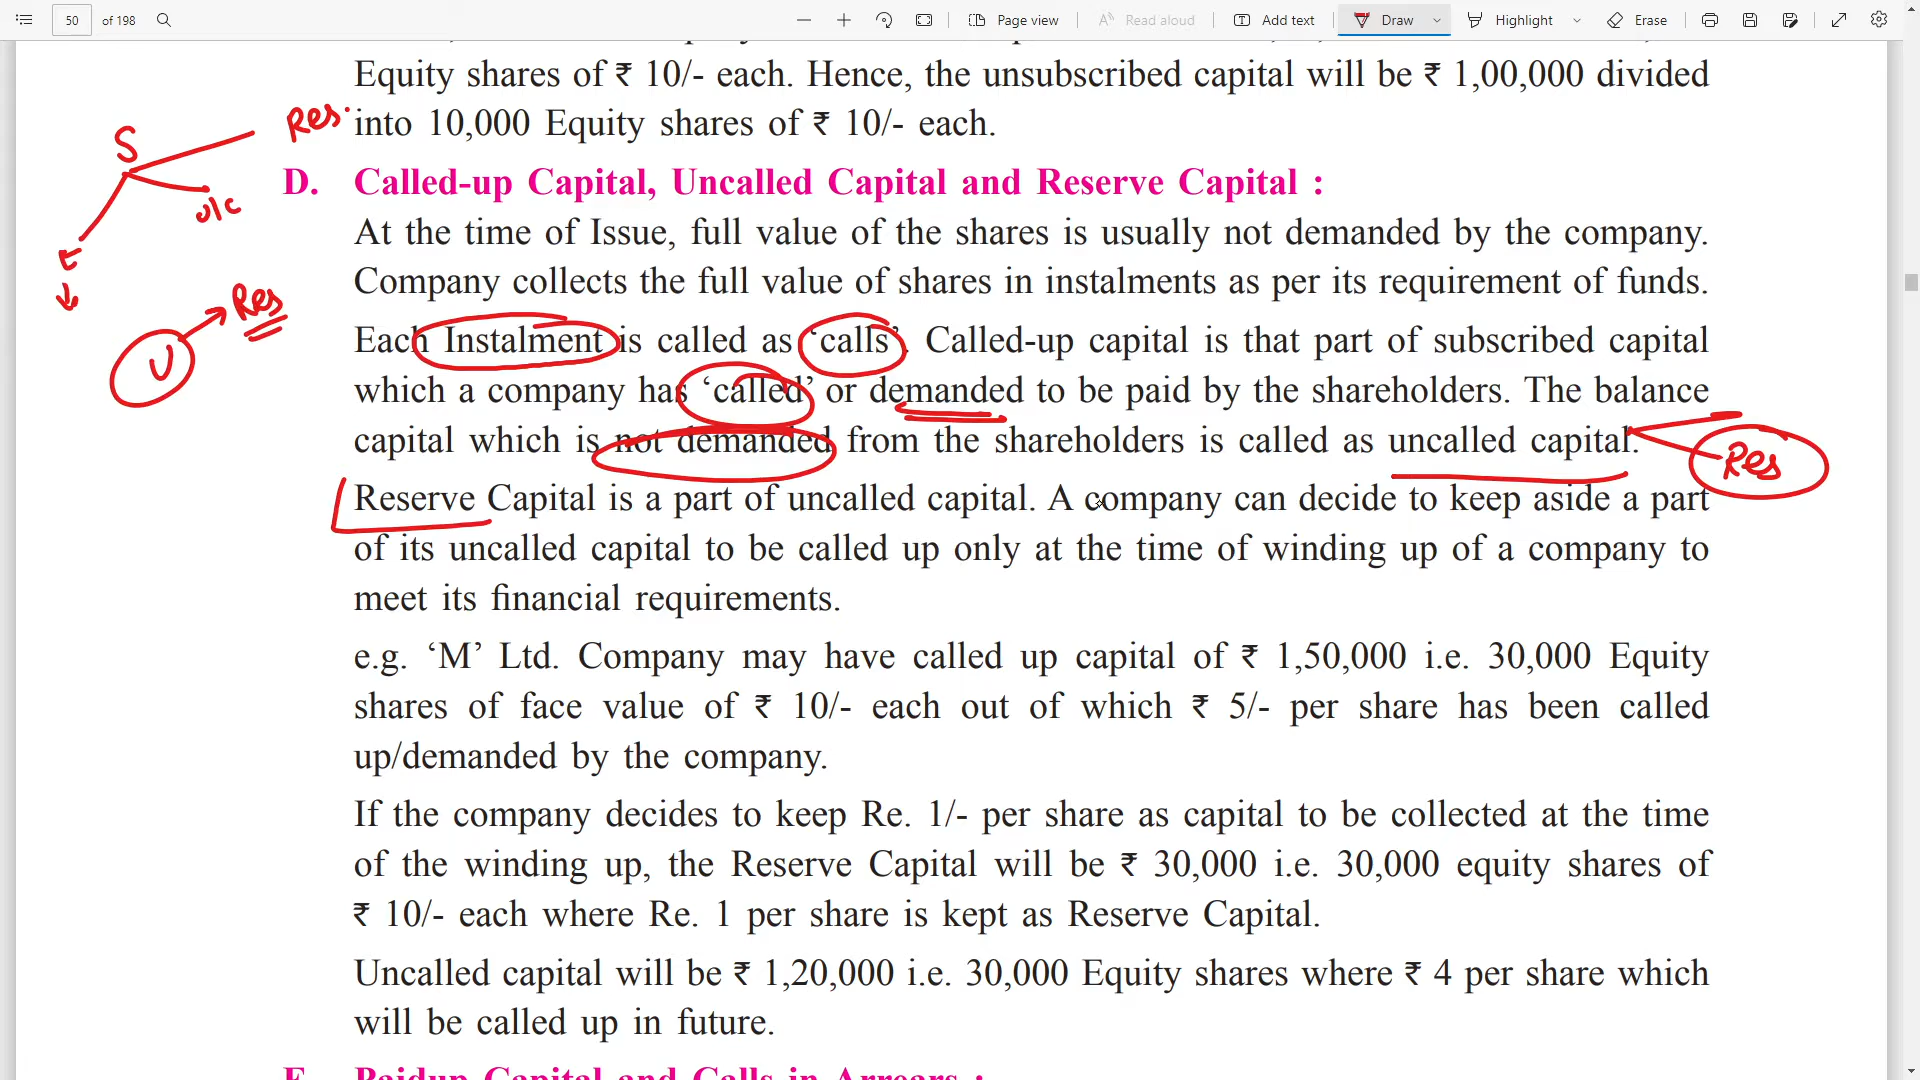 50 of 198 Page view Read aloud Add text Draw Highlight Erase
Equity shares of ₹ 10/- each. Hence, the unsubscribed capital will be ₹ 1,00,000 divided
Res. into 10,000 Equity shares of ₹ 10/- each.
S
D. Called-up Capital, Uncalled Capital and Reserve Capital :
At the time of Issue, full value of the shares is usually not demanded by the company.
Company collects the full value of shares in instalments as per its requirement of funds.
Res
Each Instalment is called as ‘calls’. Called-up capital is that part of subscribed capital
U
which a company has ‘called’ or demanded to be paid by the shareholders. The balance
capital which is not demanded from the shareholders is called as uncalled capital.
Res
Reserve Capital is a part of uncalled capital. A company can decide to keep aside a part
of its uncalled capital to be called up only at the time of winding up of a company to
meet its financial requirements.
e.g. ‘M’ Ltd. Company may have called up capital of ₹ 1,50,000 i.e. 30,000 Equity
shares of face value of ₹ 10/- each out of which ₹ 5/- per share has been called
up/demanded by the company.
If the company decides to keep Re. 1/- per share as capital to be collected at the time
of the winding up, the Reserve Capital will be ₹ 30,000 i.e. 30,000 equity shares of
₹ 10/- each where Re. 1 per share is kept as Reserve Capital.
Uncalled capital will be ₹ 1,20,000 i.e. 30,000 Equity shares where ₹ 4 per share which
will be called up in future.
Paidup Capital and Calls in Arrears :